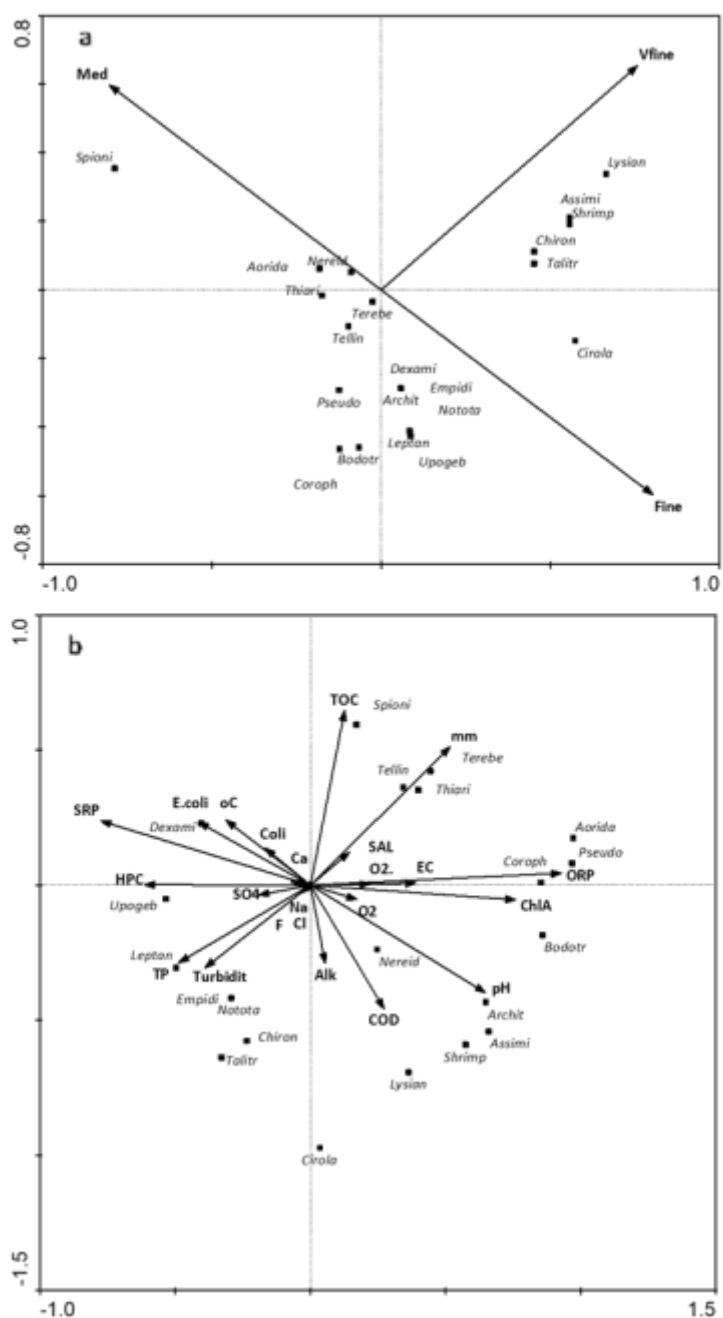 0.8
a
Vfine
Med
Spioni
Lysian
Assimi
Shrimp
Chiron
Aorida
Nereid
Talitr
Thiari
Terebe
Tellin
Cirola
Dexami
Pseudo
Archit
Empidi
Notota
Bodotr
Leptan
Upogeb
Coroph
Fine
-0.8
-1.0
1.0
1.0
b
TOC
Spioni
mm
Terebe
Tellin
Thiari
SRP
E.coli
oC
Dexami
Coli
SAL
Aorida
Ca
O2.
EC
Coroph
Pseudo
ORP
HPC
SO4
Upogeb
Na
O2
ChlA
F
Cl
Bodotr
Leptan
TP
Turbidit
Alk
Nereid
pH
Empidi
Notota
COD
Archit
Chiron
Assimi
Talitr
Shrimp
Lysian
Cirola
-1.5
-1.0
1.5